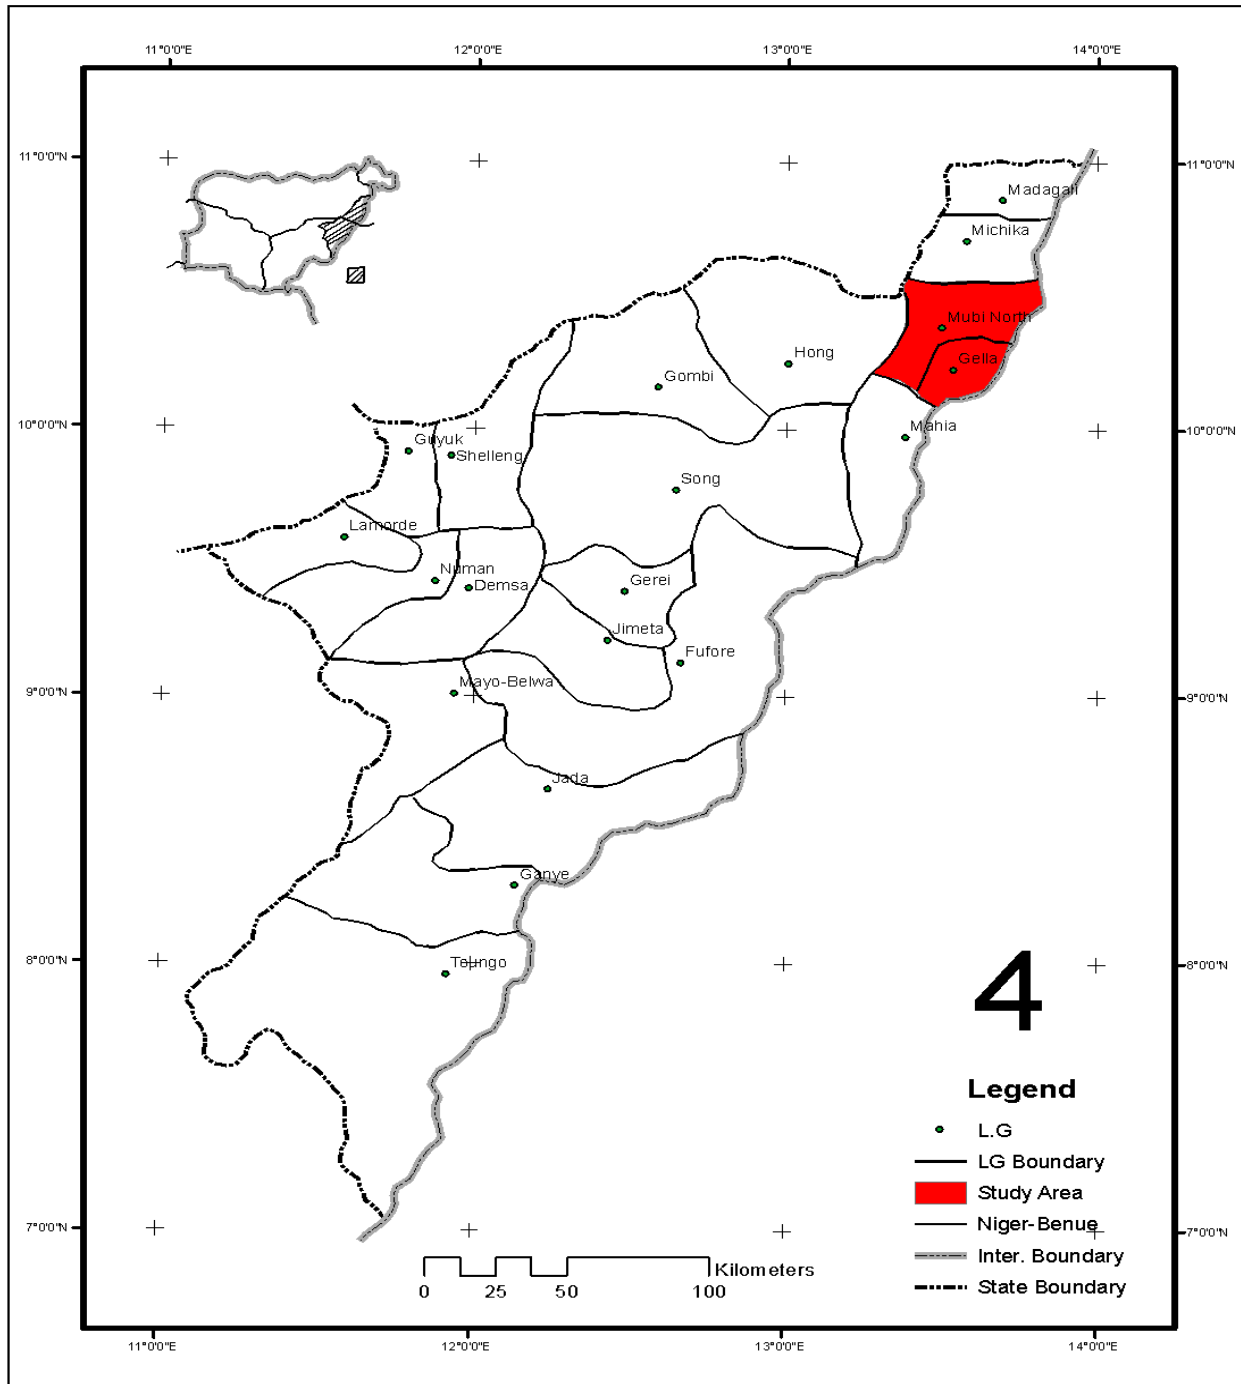 11°0'0"E 12°0'0"E 13°0'0"E 14°0'0"E
11°0'0"N 11°0'0"N
Madagali
Michika
Mubi North
Hong
Gella
Gombi
10°0'0"N 10°0'0"N
Mahia
Guyuk
Shelleng
Song
Lamorde
Numan
Demsa
Gerei
Jimeta
Fufore
Mayo-Belwa
9°0'0"N 9°0'0"N
Jada
Ganye
8°0'0"N 8°0'0"N
Toungo
4
Legend
L.G
LG Boundary
Study Area
Niger-Benue
Inter. Boundary
State Boundary
7°0'0"N 7°0'0"N
Kilometers
0 25 50 100
11°0'0"E 12°0'0"E 13°0'0"E 14°0'0"E